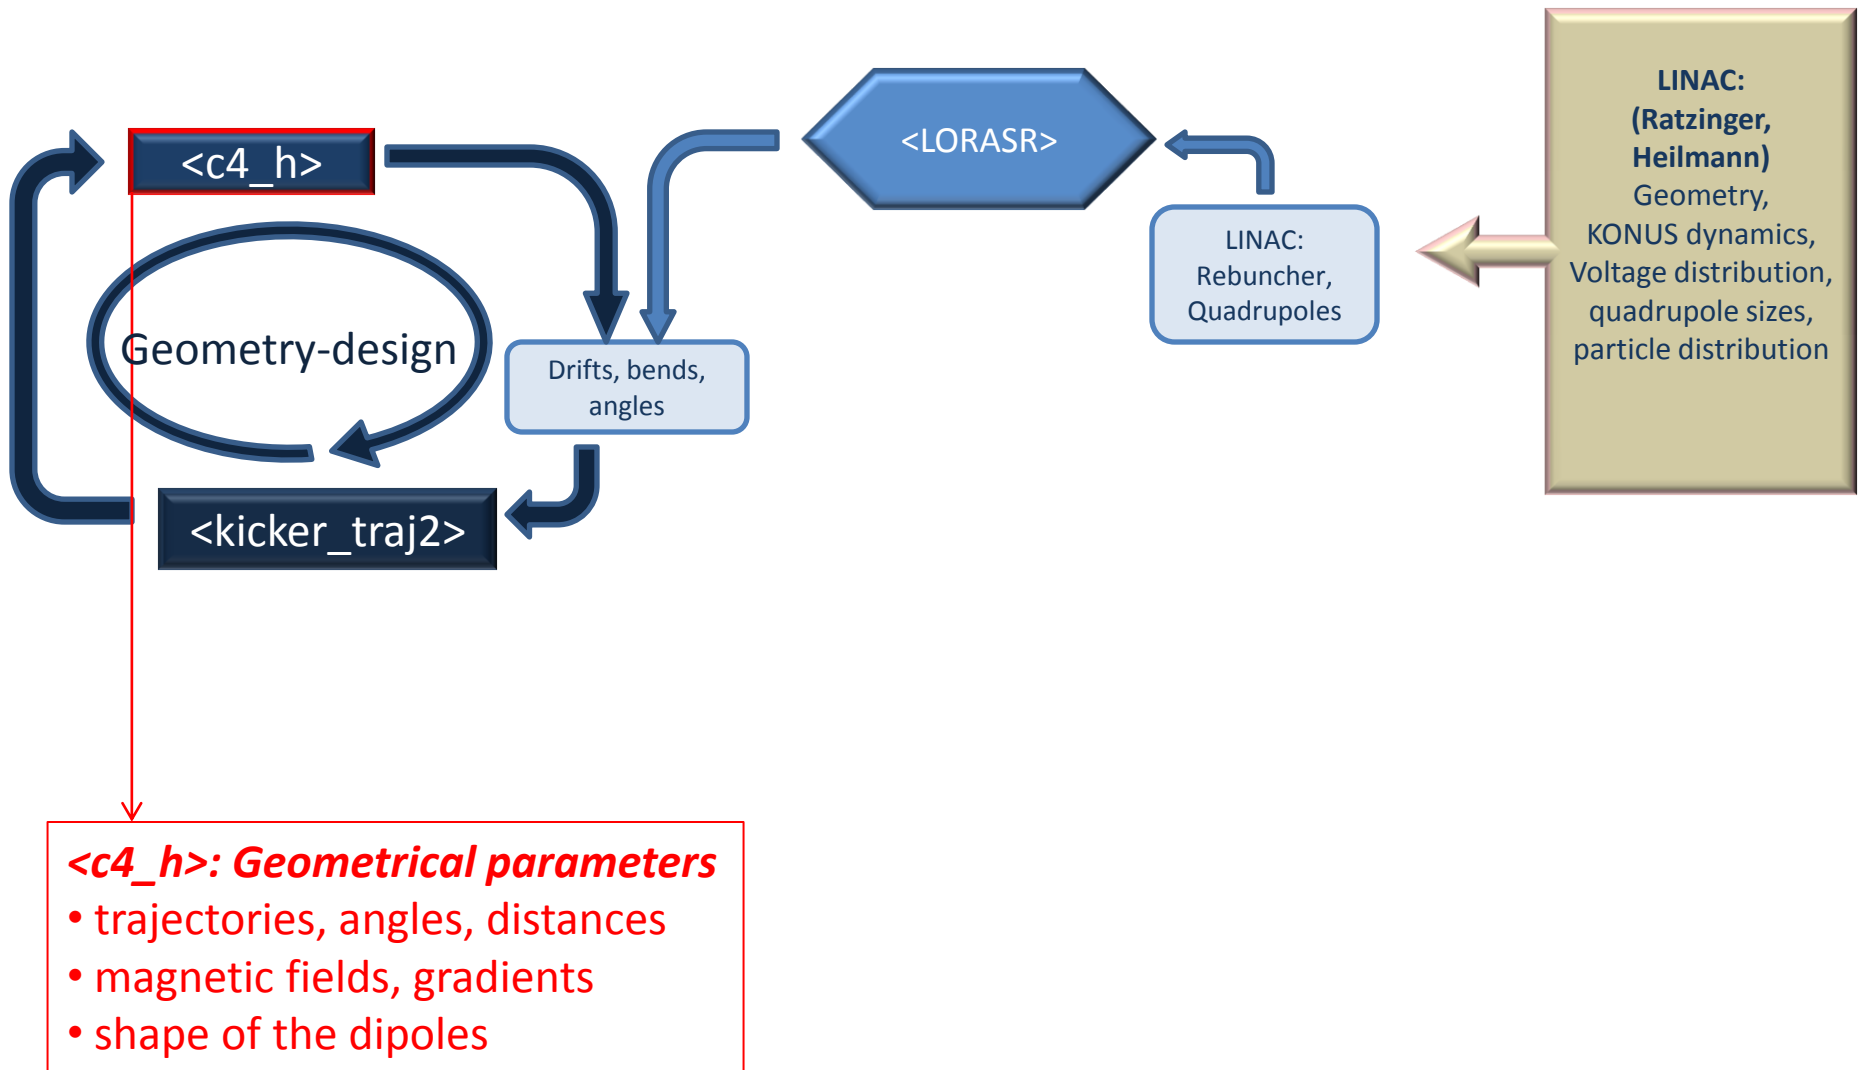 <c4_h>
Geometry-design
<kicker_traj2>
Drifts, bends,
angles
<LORASR>
LINAC:
Rebuncher,
Quadrupoles
LINAC:
(Ratzinger,
Heilmann)
Geometry,
KONUS dynamics,
Voltage distribution,
quadrupole sizes,
particle distribution
<c4_h>: Geometrical parameters
• trajectories, angles, distances
• magnetic fields, gradients
• shape of the dipoles